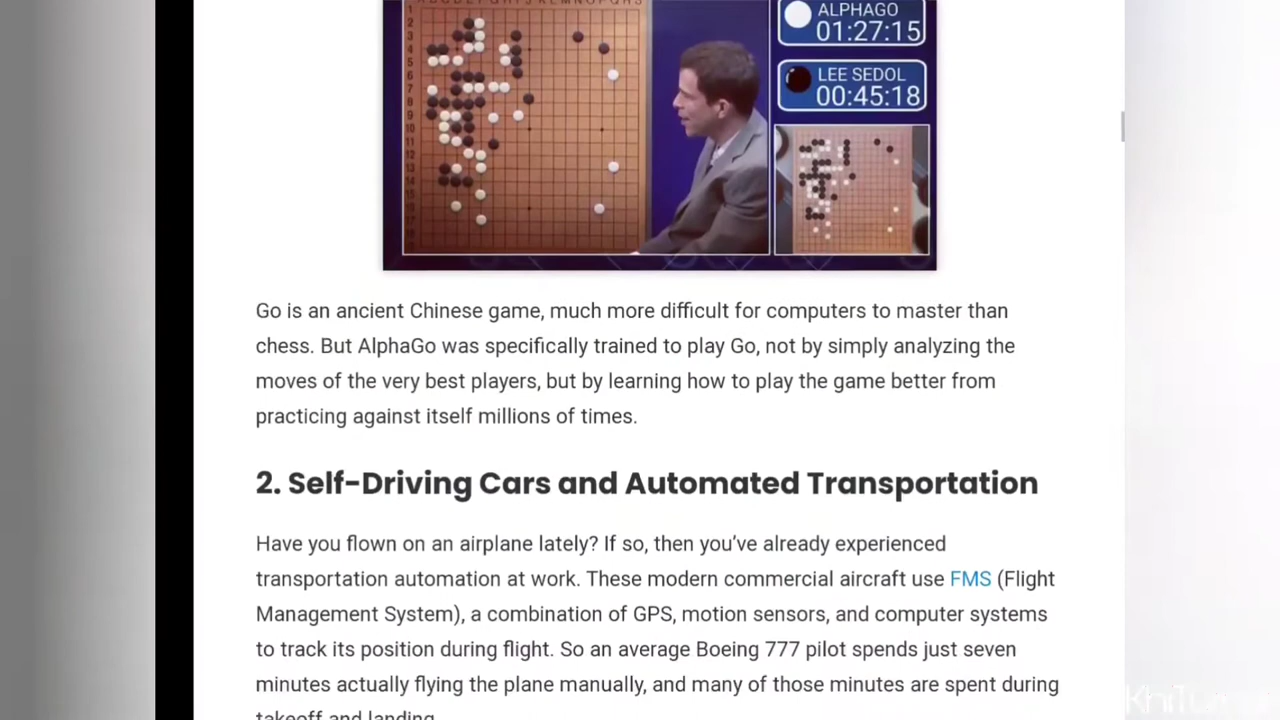 ALPHAGO
01:27:15
LEE SEDOL
00:45:18
Go is an ancient Chinese game, much more difficult for computers to master than
chess. But AlphaGo was specifically trained to play Go, not by simply analyzing the
moves of the very best players, but by learning how to play the game better from
practicing against itself millions of times.
2. Self-Driving Cars and Automated Transportation
Have you flown on an airplane lately? If so, then you’ve already experienced
transportation automation at work. These modern commercial aircraft use FMS (Flight
Management System), a combination of GPS, motion sensors, and computer systems
to track its position during flight. So an average Boeing 777 pilot spends just seven
minutes actually flying the plane manually, and many of those minutes are spent during
takeoff and landing.